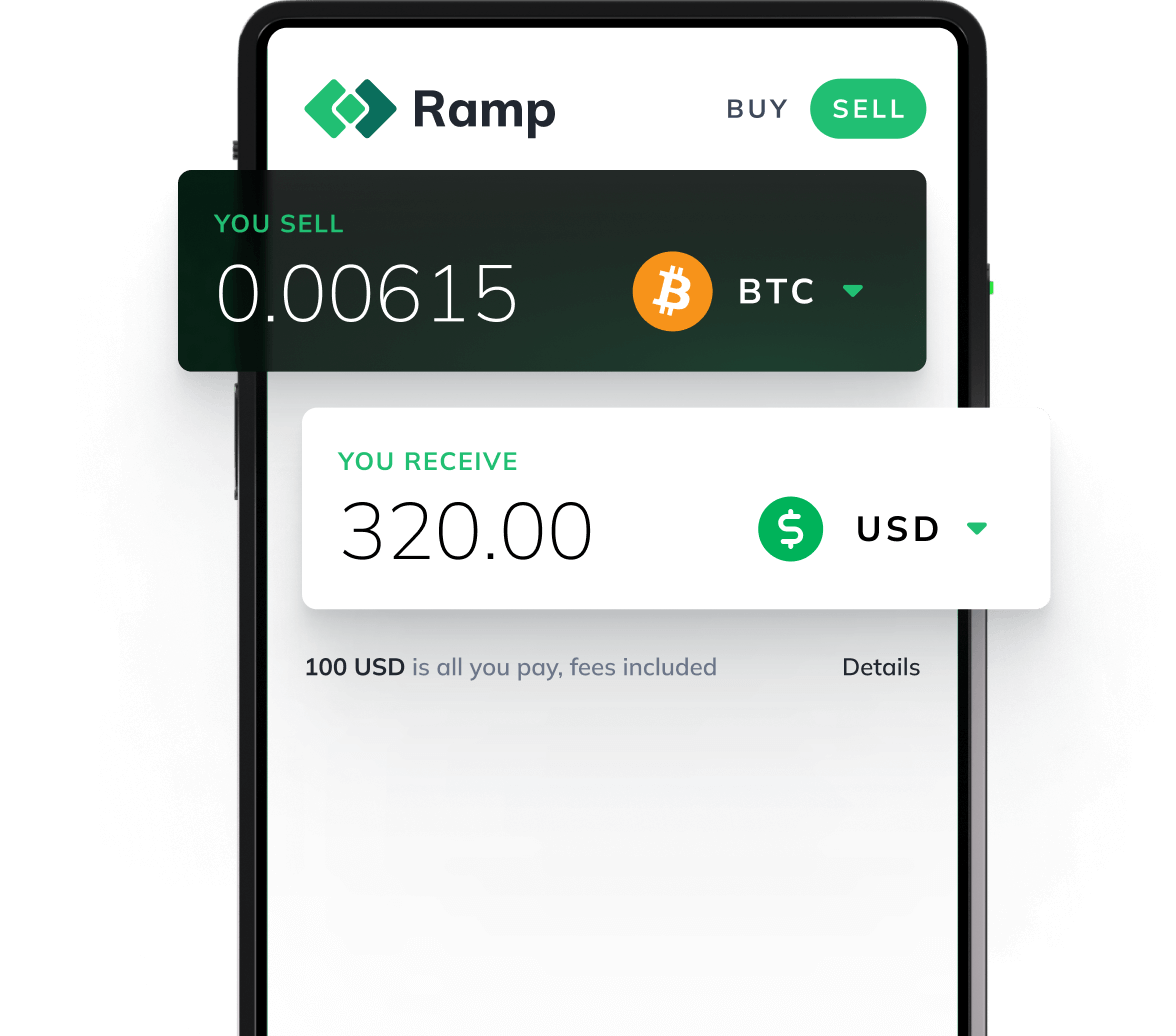 Ramp
BUY SELL
YOU SELL
0.00615 BTC
YOU RECEIVE
320.00 $ USD
100 USD is all you pay, fees included Details